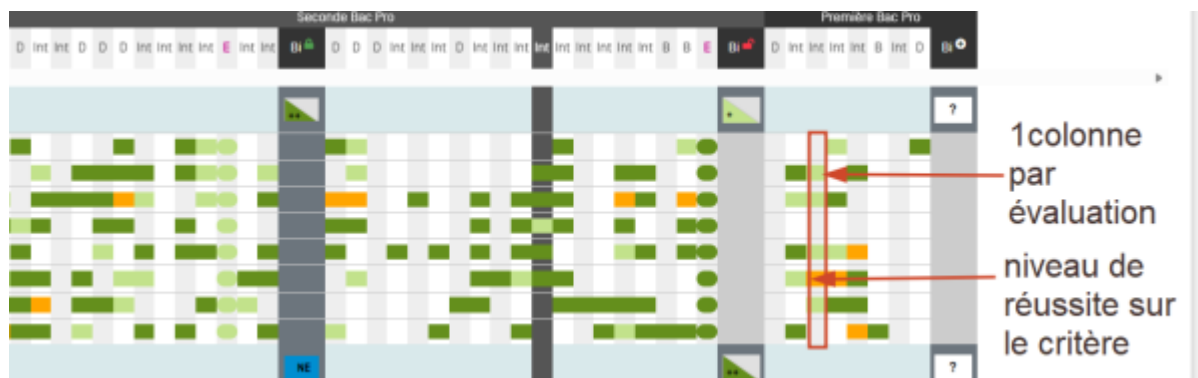 Seconde Bac Pro Première Bac Pro
D Int Int D D D Int Int Int Int E Int Int Bi D D D Int Int Int D Int Int Int Int Int Int Int Int Int B B E Bi D Int Int Int Int B Int D Bi
++ + ?
1colonne
par
évaluation
niveau de
réussite sur
le critère
NE ++ ?